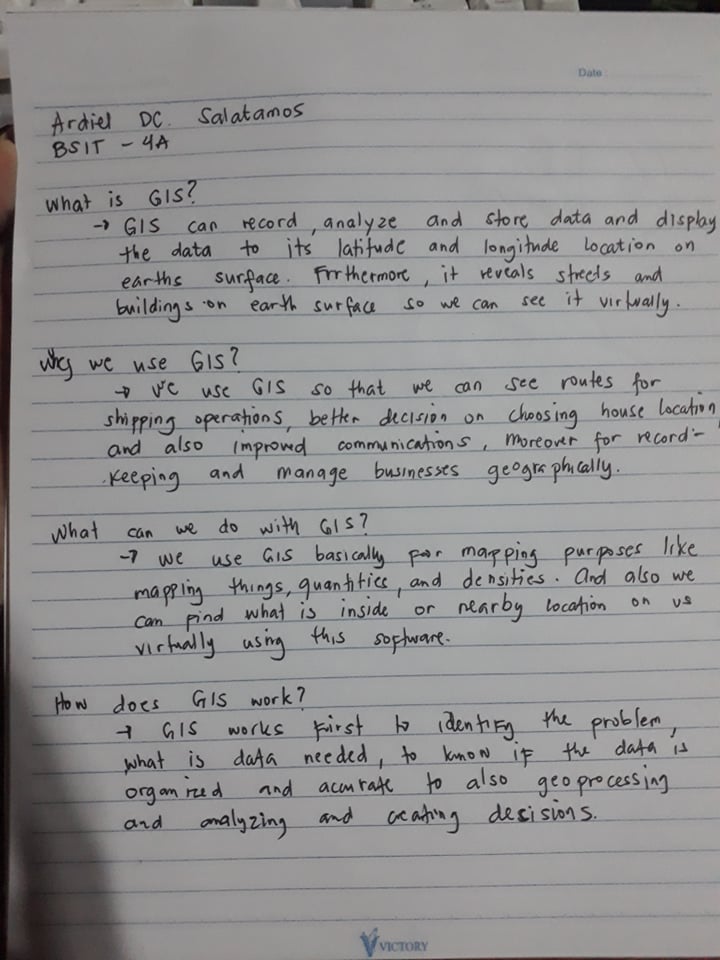 Date:
Ardiel DC. Salatamos
BSIT - 4A
What is GIS?
→ GIS can record, analyze and store data and display
the data to its latitude and longitude location on
earths surface. Frrthermore, it reveals streets and
buildings on earth surface so we can see it virtually.
Why we use GIS?
→ We use GIS so that we can see routes for
shipping operations, better decision on choosing house location,
and also improved communications, moreover for record-
keeping and manage businesses geographically.
What can we do with GIS?
→ we use GIS basically for mapping purposes like
mapping things, quantities, and densities. And also we
can find what is inside or nearby location on us
virtually using this software.
How does GIS work?
→ GIS works first to identify the problem,
what is data needed, to know if the data is
organized and accurate to also geoprocessing
and analyzing and creating decisions.
VICTORY